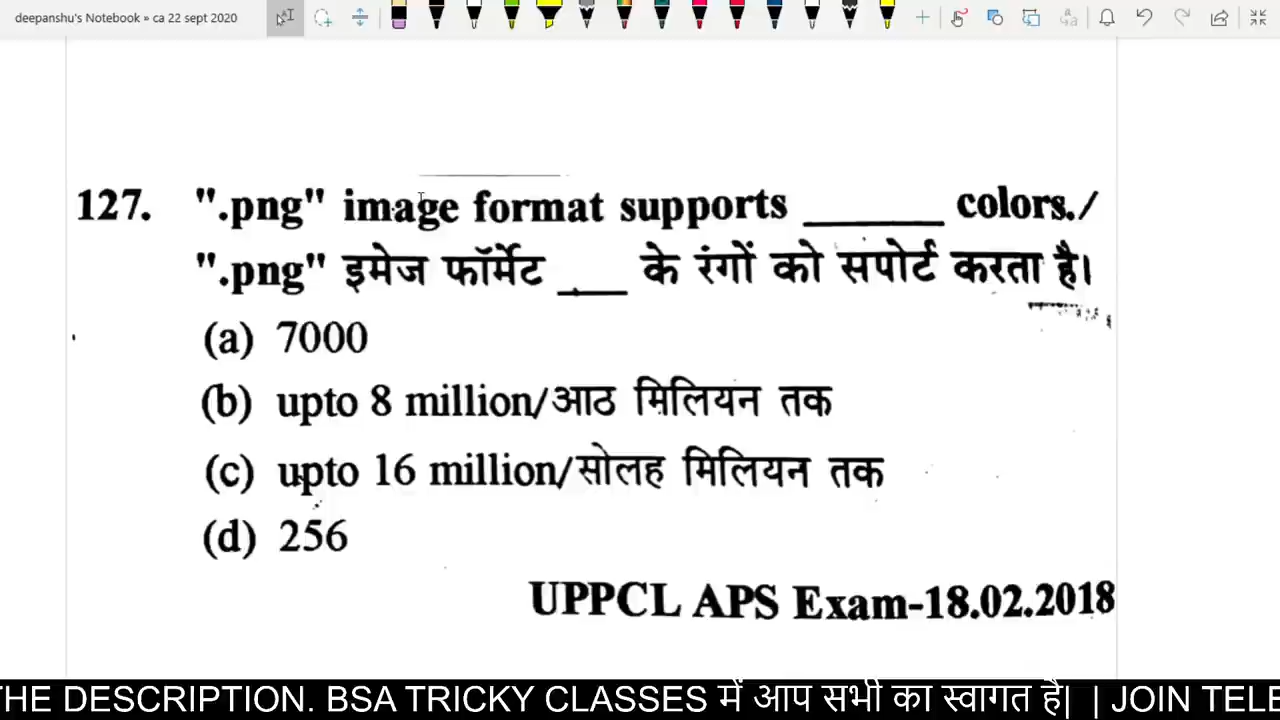 deepanshu's Notebook » ca 22 sept 2020
127. ".png" image format supports ______ colors./
".png" इमेज फॉर्मेट ___ के रंगों को सपोर्ट करता है।
(a) 7000
(b) upto 8 million/आठ मिलियन तक
(c) upto 16 million/सोलह मिलियन तक
(d) 256
UPPCL APS Exam-18.02.2018
THE DESCRIPTION. BSA TRICKY CLASSES में आप सभी का स्वागत है| | JOIN TELE